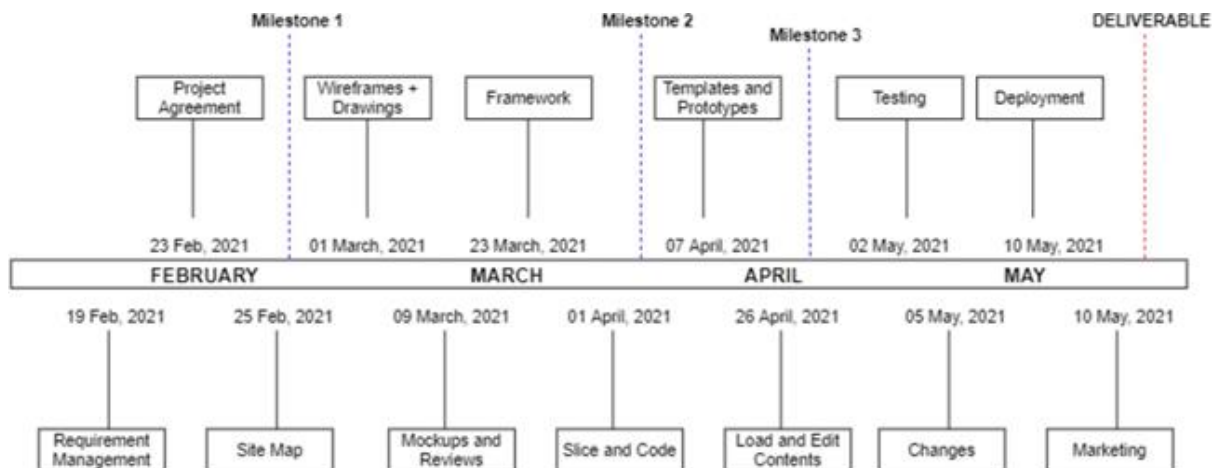 Milestone 1
Milestone 2
DELIVERABLE
Milestone 3
Project
Agreement
Wireframes +
Drawings
Framework
Templates and
Prototypes
Testing
Deployment
23 Feb, 2021
01 March, 2021
23 March, 2021
07 April, 2021
02 May, 2021
10 May, 2021
FEBRUARY
MARCH
APRIL
MAY
19 Feb, 2021
25 Feb, 2021
09 March, 2021
01 April, 2021
26 April, 2021
05 May, 2021
10 May, 2021
Requirement
Management
Site Map
Mockups and
Reviews
Slice and Code
Load and Edit
Contents
Changes
Marketing